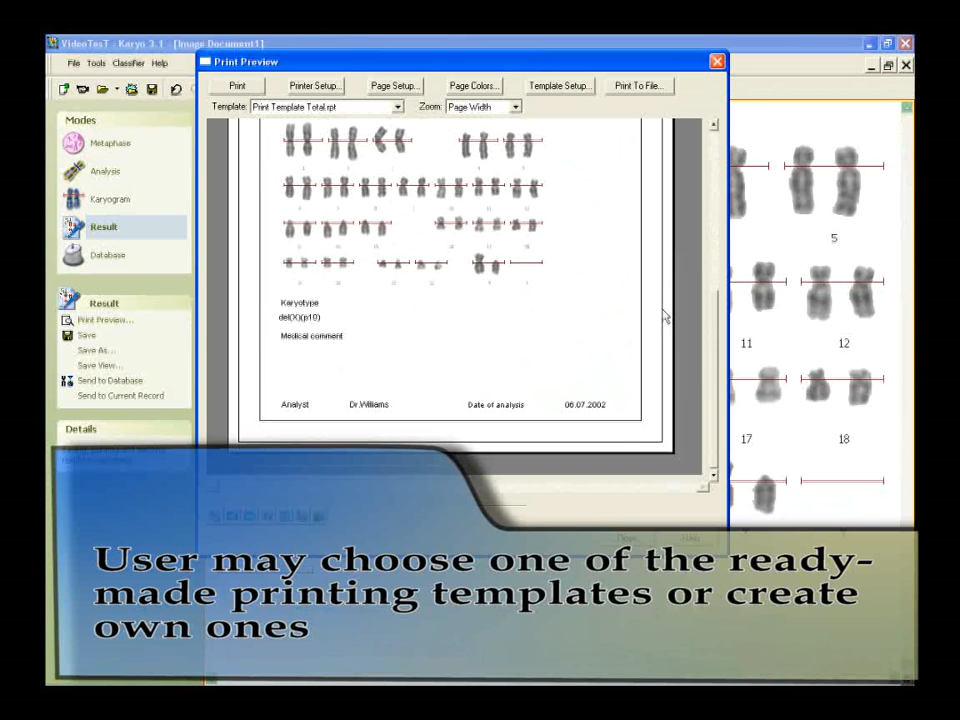 VideoTesT - Karyo 3.1 - [Image Document1]
File Tools Classifier Help
Print Preview
Print Printer Setup... Page Setup... Page Colors... Template Setup... Print To File...
Template: Print Template Total.rpt Zoom: Page Width
Modes
Metaphase
Analysis
Karyogram
Result
Database
Result
Print Preview...
Save
Save As...
Save View...
Send to Database
Send to Current Record
Details
Karyotype
del(X)(p10)
Medical comment
Analyst Dr.Williams Date of analysis 06.07.2002
5
11 12
17 18
User may choose one of the ready-
made printing templates or create
own ones